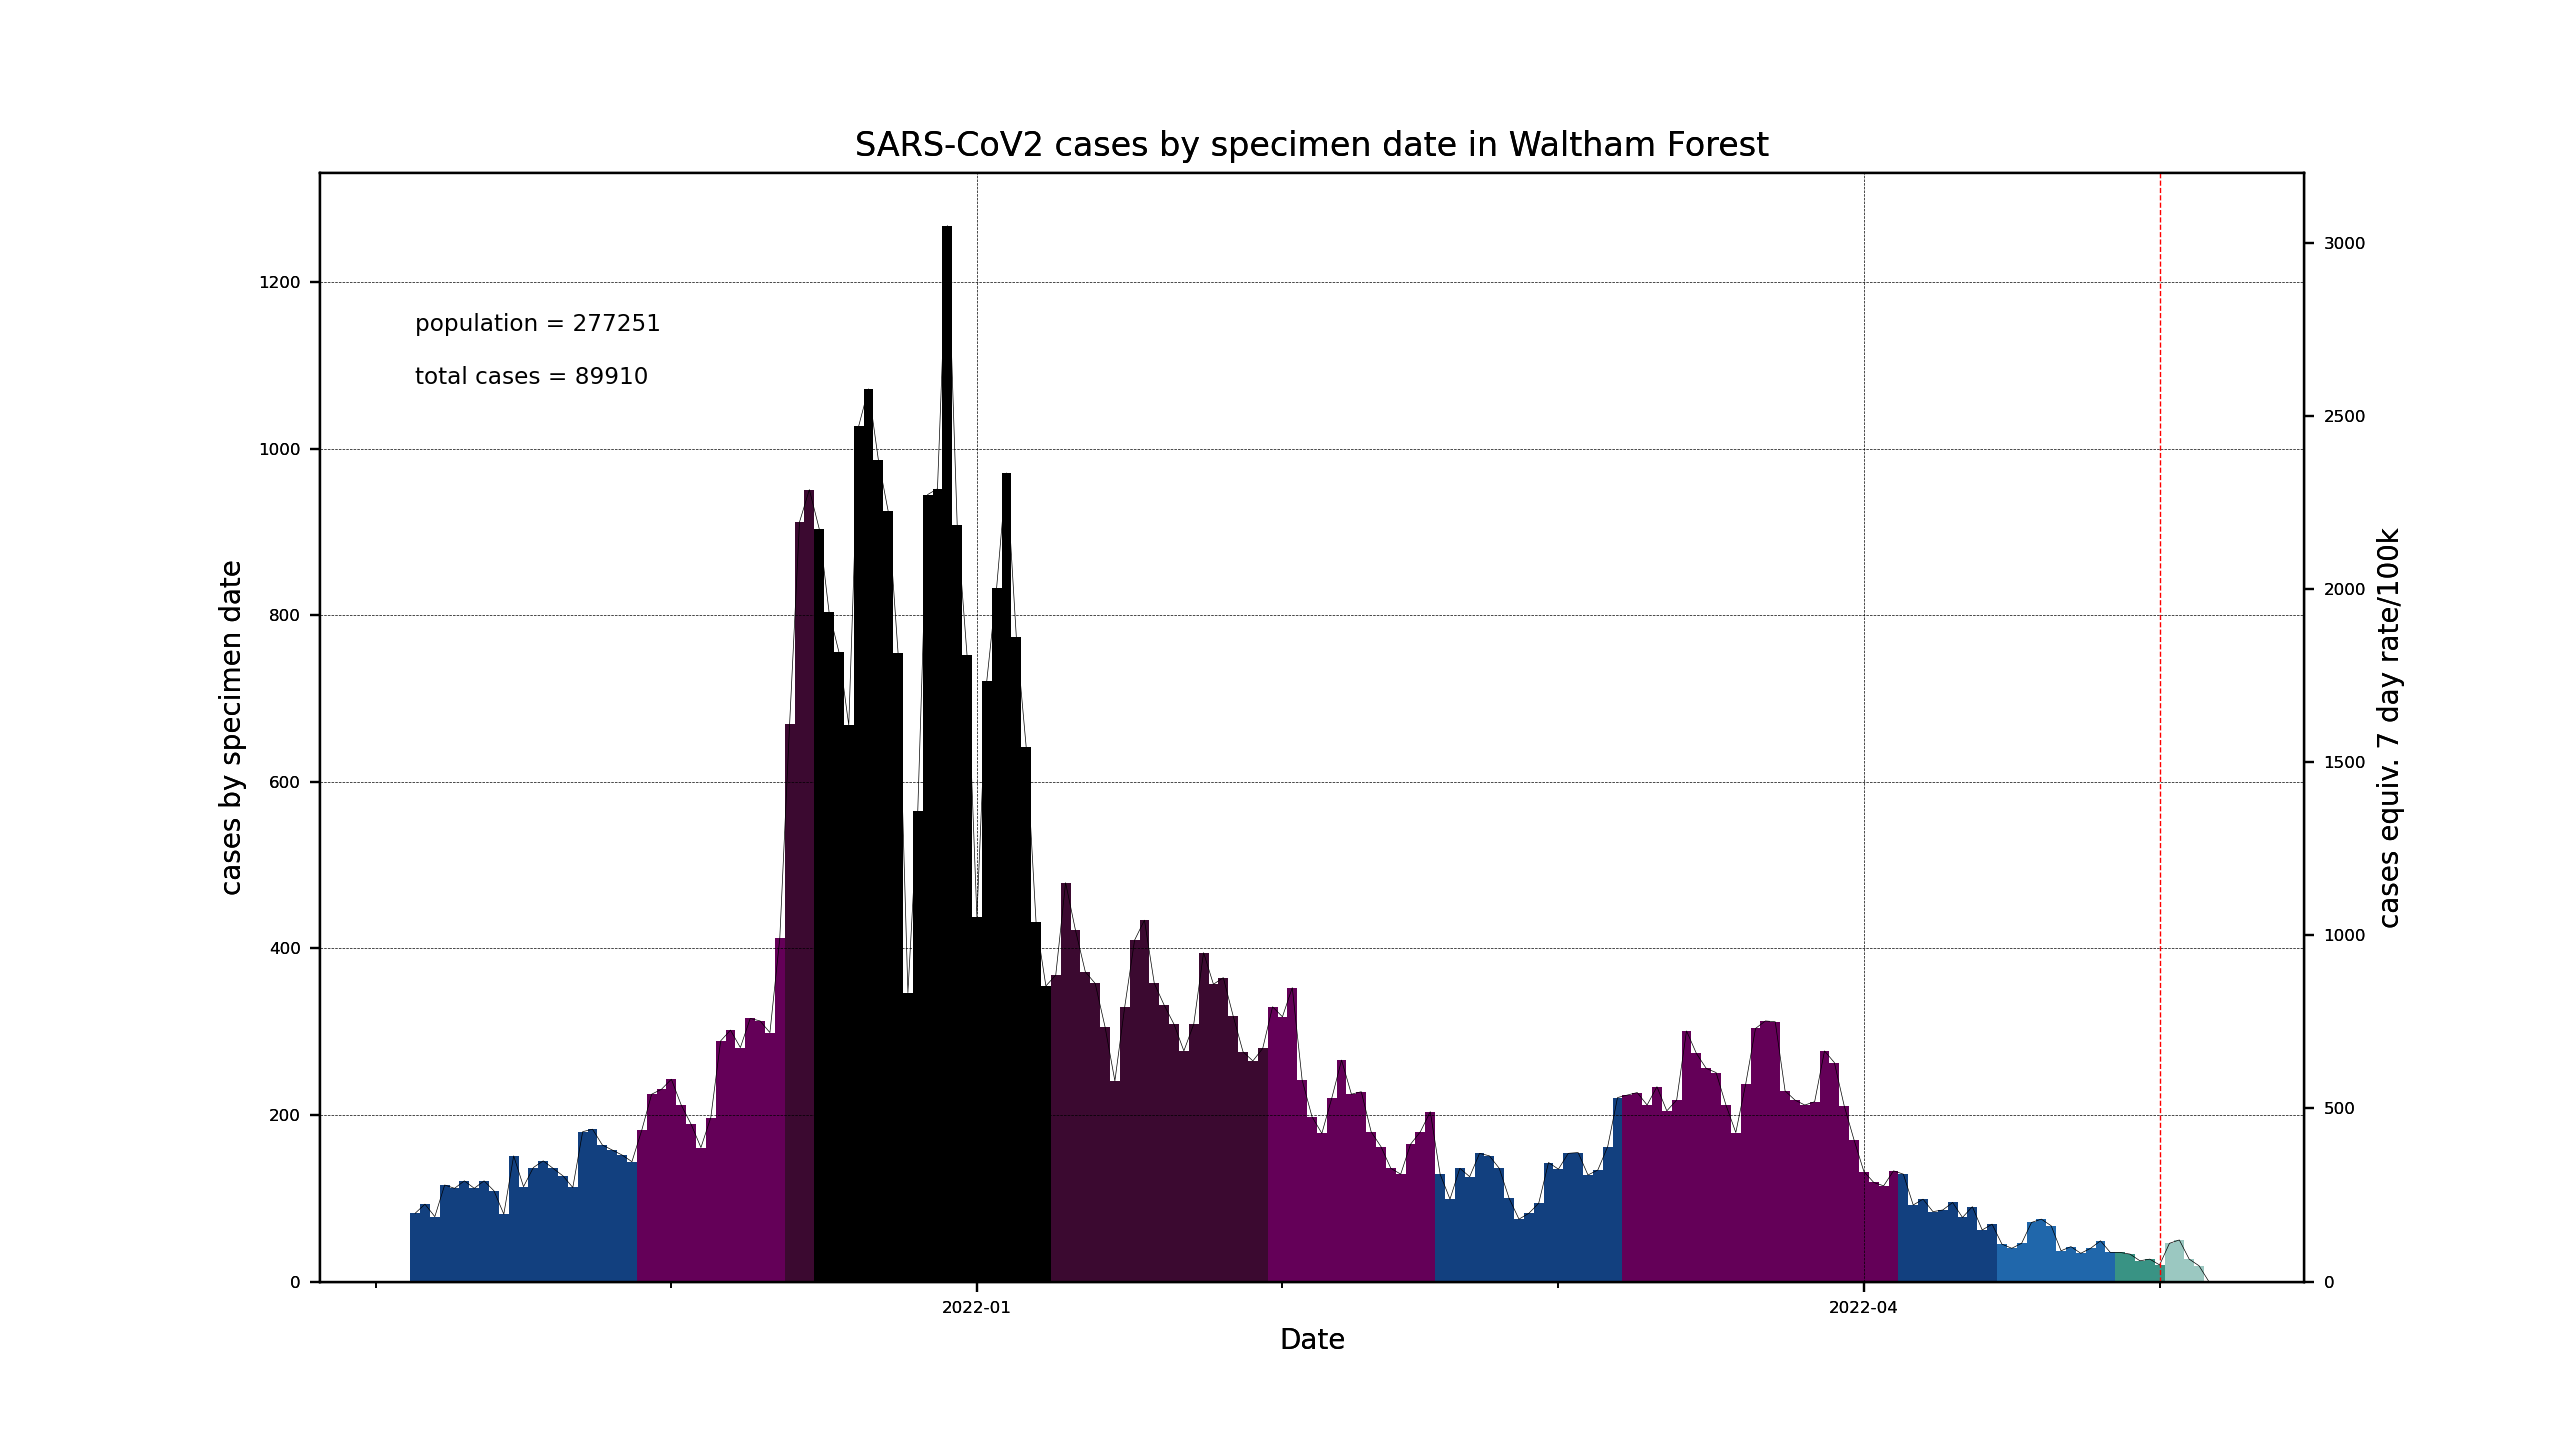 SARS-CoV2 cases by specimen date in Waltham Forest
population = 277251
total cases = 89910
cases by specimen date
1200
1000
800
600
400
200
0
3000
2500
2000
1500
1000
500
0
cases equiv. 7 day rate/100k
2022-01
2022-04
Date